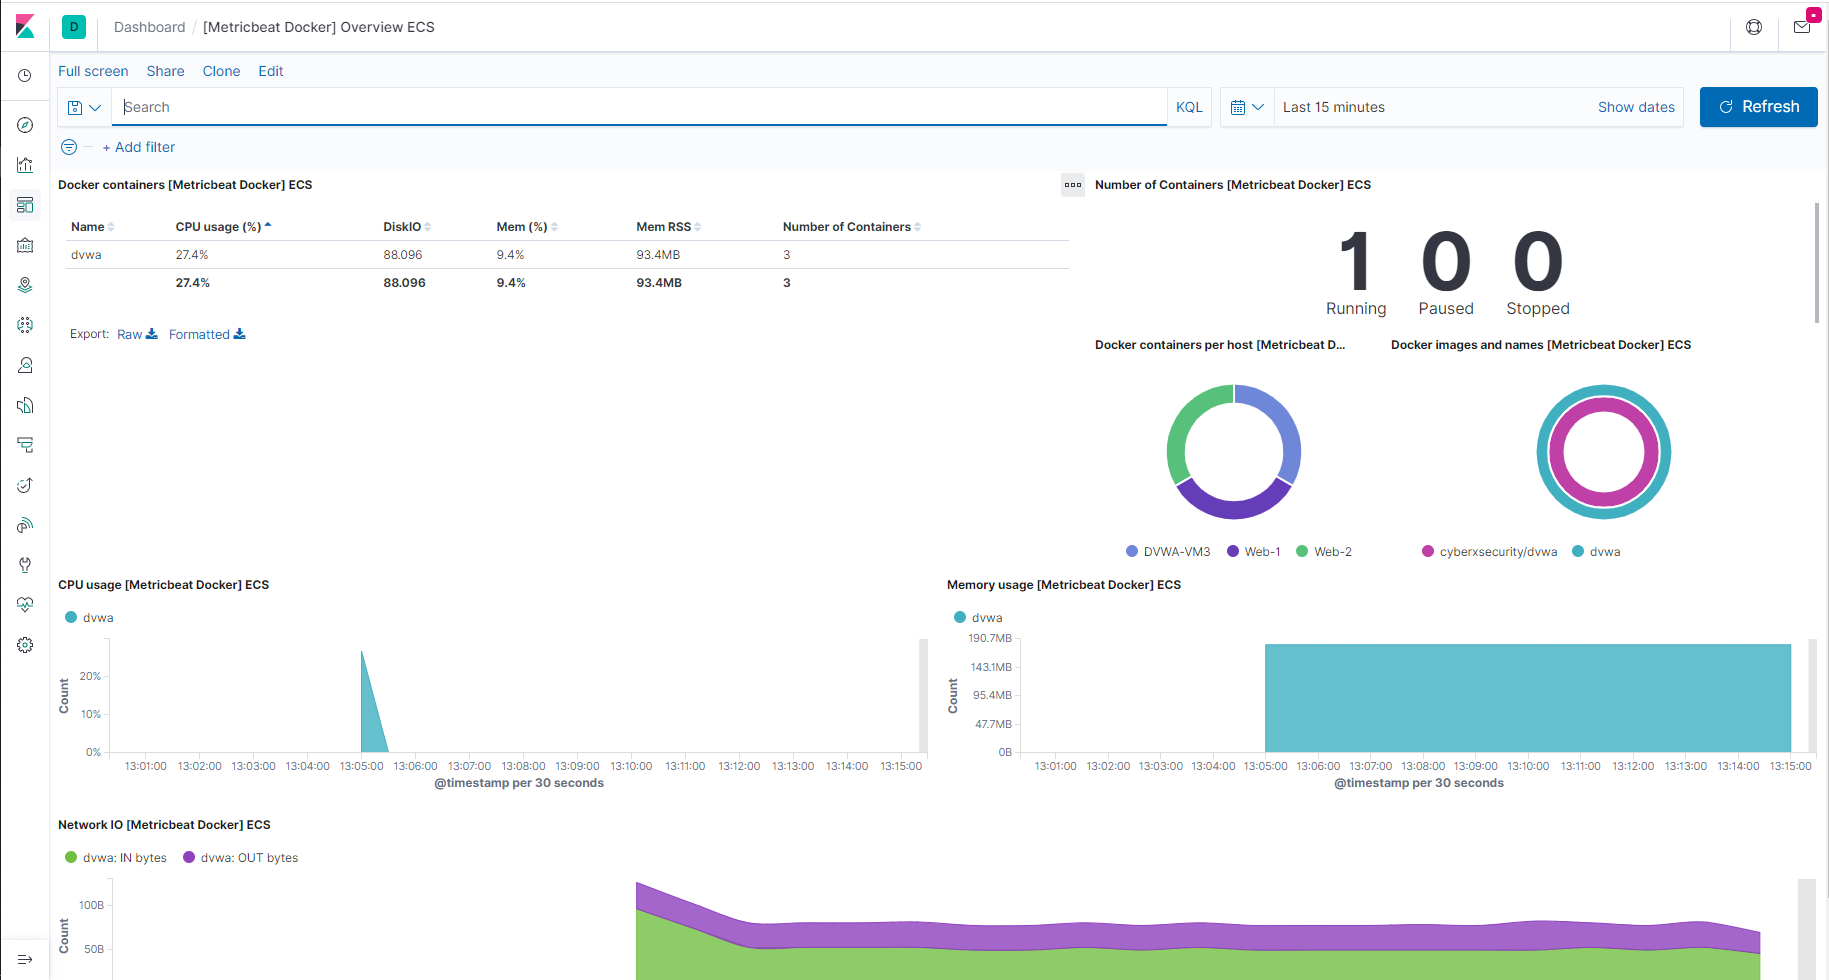 D Dashboard / [Metricbeat Docker] Overview ECS
Full screen Share Clone Edit
Search KQL Last 15 minutes Show dates Refresh
+ Add filter
Docker containers [Metricbeat Docker] ECS
Name CPU usage (%) DiskIO Mem (%) Mem RSS Number of Containers
dvwa 27.4% 88.096 9.4% 93.4MB 3
27.4% 88.096 9.4% 93.4MB 3
Export: Raw Formatted
Number of Containers [Metricbeat Docker] ECS
1 0 0
Running Paused Stopped
Docker containers per host [Metricbeat D...
DVWA-VM3 Web-1 Web-2
Docker images and names [Metricbeat Docker] ECS
cyberxsecurity/dvwa dvwa
CPU usage [Metricbeat Docker] ECS
dvwa
Count
20%
10%
0%
13:01:00 13:02:00 13:03:00 13:04:00 13:05:00 13:06:00 13:07:00 13:08:00 13:09:00 13:10:00 13:11:00 13:12:00 13:13:00 13:14:00 13:15:00
@timestamp per 30 seconds
Memory usage [Metricbeat Docker] ECS
dvwa
Count
190.7MB
143.1MB
95.4MB
47.7MB
0B
13:01:00 13:02:00 13:03:00 13:04:00 13:05:00 13:06:00 13:07:00 13:08:00 13:09:00 13:10:00 13:11:00 13:12:00 13:13:00 13:14:00 13:15:00
@timestamp per 30 seconds
Network IO [Metricbeat Docker] ECS
dvwa: IN bytes dvwa: OUT bytes
Count
100B
50B